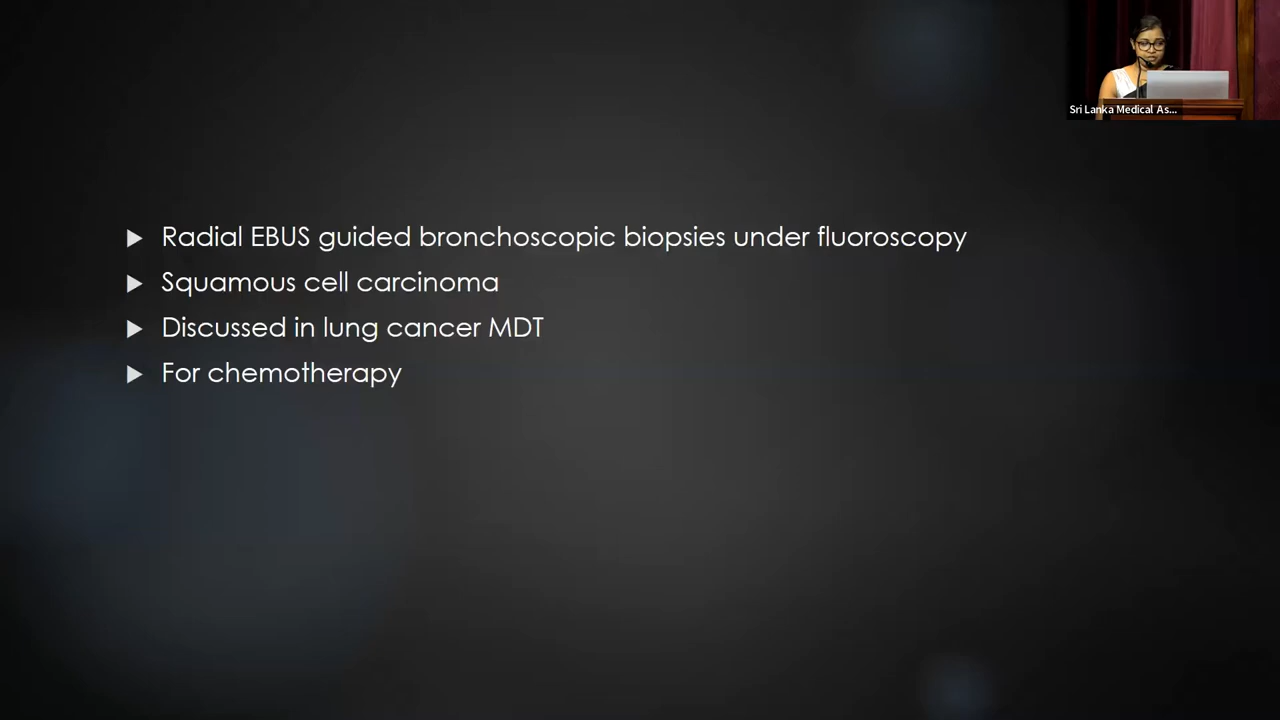 Sri Lanka Medical As...
Radial EBUS guided bronchoscopic biopsies under fluoroscopy
Squamous cell carcinoma
Discussed in lung cancer MDT
For chemotherapy